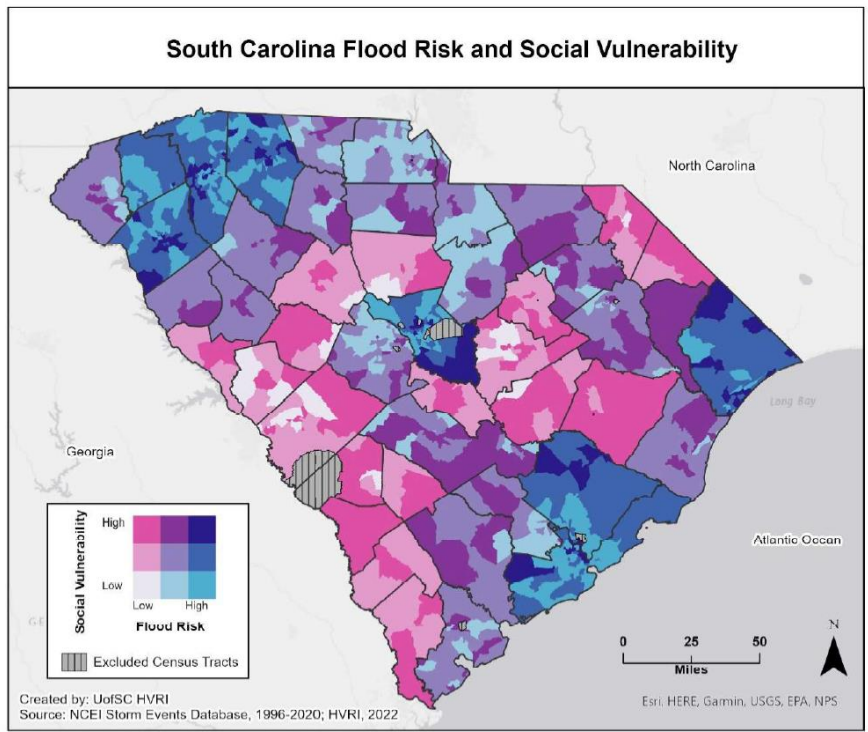 South Carolina Flood Risk and Social Vulnerability
North Carolina
Long Bay
Georgia
Atlantic Ocean
Social Vulnerability
High
Low
Low High
Flood Risk
Excluded Census Tracts
0 25 50
Miles
N
Created by: UofSC HVRI
Source: NCEI Storm Events Database, 1996-2020; HVRI, 2022
Esri, HERE, Garmin, USGS, EPA, NPS